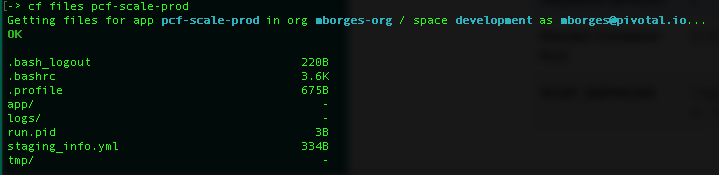 [-> cf files pcf-scale-prod
Getting files for app pcf-scale-prod in org mborges-org / space development as mborges@pivotal.io...
OK
.bash_logout 220B
.bashrc 3.6K
.profile 675B
app/ -
logs/ -
run.pid 3B
staging_info.yml 334B
tmp/ -